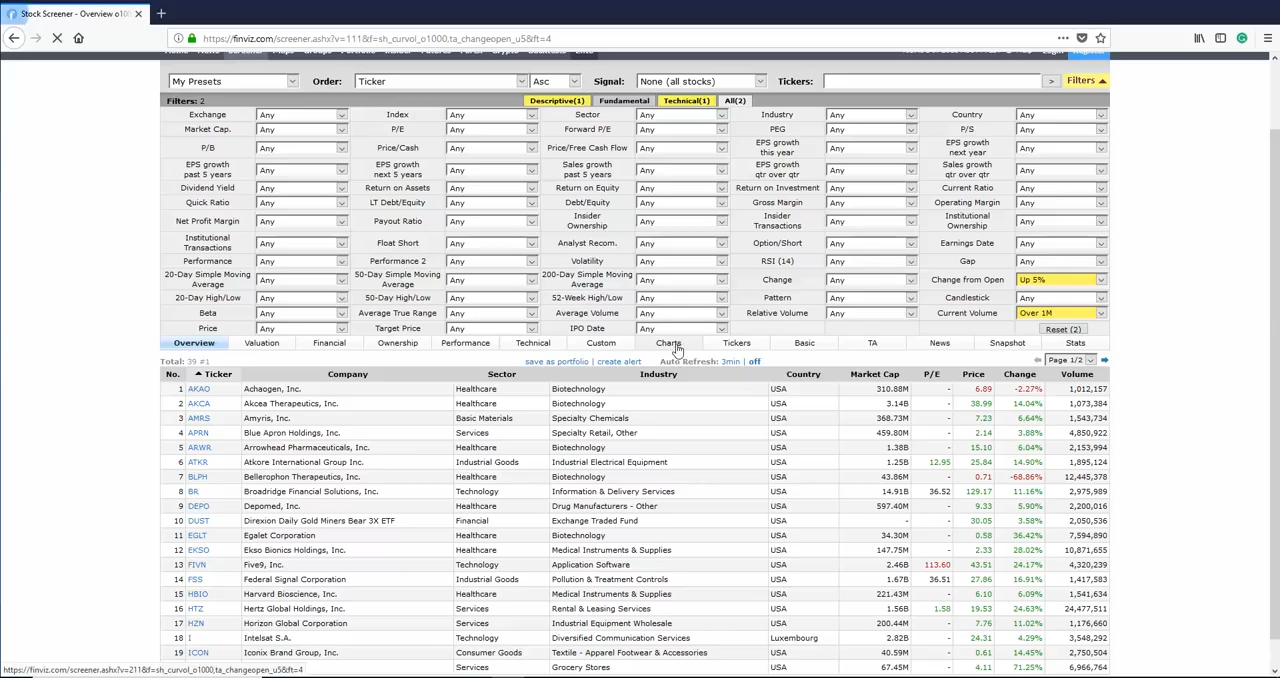 Stock Screener - Overview o100
finviz.com/screener.ashx?v=111&f=sh_curvol_o1000,ta_changeopen_u5&ft=4
My Presets Order: Ticker Asc Signal: None (all stocks) Tickers: > Filters
Filters: 2 Descriptive(1) Fundamental Technical(1) All(2)
Exchange Any Index Any Sector Any Industry Any Country Any
Market Cap. Any P/E Any Forward P/E Any PEG Any P/S Any
P/B Any Price/Cash Any Price/Free Cash Flow Any EPS growth this year Any EPS growth next year Any
EPS growth past 5 years Any EPS growth next 5 years Any Sales growth past 5 years Any EPS growth qtr over qtr Any Sales growth qtr over qtr Any
Dividend Yield Any Return on Assets Any Return on Equity Any Return on Investment Any Current Ratio Any
Quick Ratio Any LT Debt/Equity Any Debt/Equity Any Gross Margin Any Operating Margin Any
Net Profit Margin Any Payout Ratio Any Insider Ownership Any Insider Transactions Any Institutional Ownership Any
Institutional Transactions Any Float Short Any Analyst Recom. Any Option/Short Any Earnings Date Any
Performance Any Performance 2 Any Volatility Any RSI (14) Any Gap Any
20-Day Simple Moving Average Any 50-Day Simple Moving Average Any 200-Day Simple Moving Average Any Change Any Change from Open Up 5%
20-Day High/Low Any 50-Day High/Low Any 52-Week High/Low Any Pattern Any Candlestick Any
Beta Any Average True Range Any Average Volume Any Relative Volume Any Current Volume Over 1M
Price Any Target Price Any IPO Date Any Reset (2)
Overview Valuation Financial Ownership Performance Technical Custom Charts Tickers Basic TA News Snapshot Stats
Total: 39 #1 save as portfolio | create alert Auto Refresh: 3min | off Page 1/2
No. Ticker Company Sector Industry Country Market Cap P/E Price Change Volume
1 AKAO Achaogen, Inc. Healthcare Biotechnology USA 310.88M - 6.89 -2.27% 1,012,157
2 AKCA Akcea Therapeutics, Inc. Healthcare Biotechnology USA 3.14B - 38.99 14.04% 1,073,384
3 AMRS Amyris, Inc. Basic Materials Specialty Chemicals USA 368.73M - 7.23 6.64% 1,543,734
4 APRN Blue Apron Holdings, Inc. Services Specialty Retail, Other USA 459.80M - 2.14 3.88% 4,850,922
5 ARWR Arrowhead Pharmaceuticals, Inc. Healthcare Biotechnology USA 1.38B - 15.10 6.04% 2,153,994
6 ATKR Atkore International Group Inc. Industrial Goods Industrial Electrical Equipment USA 1.25B 12.95 25.84 14.90% 1,895,124
7 BLPH Bellerophon Therapeutics, Inc. Healthcare Biotechnology USA 43.86M - 0.71 -68.86% 12,445,378
8 BR Broadridge Financial Solutions, Inc. Technology Information & Delivery Services USA 14.91B 36.52 129.17 11.16% 2,975,989
9 DEPO Depomed, Inc. Healthcare Drug Manufacturers - Other USA 597.40M - 9.33 5.90% 2,200,016
10 DUST Direxion Daily Gold Miners Bear 3X ETF Financial Exchange Traded Fund USA - - 30.05 3.58% 2,050,536
11 EGLT Egalet Corporation Healthcare Biotechnology USA 34.30M - 0.58 36.42% 7,594,890
12 EKSO Ekso Bionics Holdings, Inc. Healthcare Medical Instruments & Supplies USA 147.75M - 2.33 28.02% 10,871,655
13 FIVN Five9, Inc. Technology Application Software USA 2.46B 113.60 43.51 24.17% 4,320,239
14 FSS Federal Signal Corporation Industrial Goods Pollution & Treatment Controls USA 1.67B 36.51 27.86 16.91% 1,417,583
15 HBIO Harvard Bioscience, Inc. Healthcare Medical Instruments & Supplies USA 221.43M - 6.10 6.09% 1,541,634
16 HTZ Hertz Global Holdings, Inc. Services Rental & Leasing Services USA 1.56B 1.58 19.53 24.63% 24,477,511
17 HZN Horizon Global Corporation Services Industrial Equipment Wholesale USA 200.44M - 7.76 11.02% 1,176,660
18 I Intelsat S.A. Technology Diversified Communication Services Luxembourg 2.82B - 24.31 4.29% 3,548,292
19 ICON Iconix Brand Group, Inc. Consumer Goods Textile - Apparel Footwear & Accessories USA 40.59M - 0.61 14.45% 2,750,504
Services Grocery Stores USA 67.45M - 4.11 71.25% 6,966,764
https://finviz.com/screener.ashx?v=211&f=sh_curvol_o1000,ta_changeopen_u5&ft=4